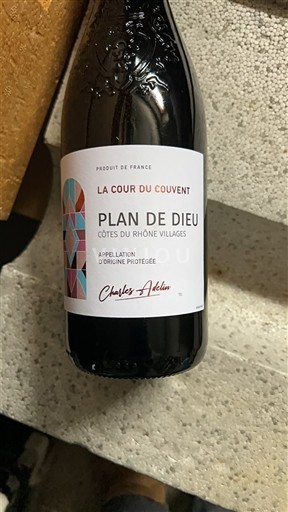 PRODUIT DE FRANCE
LA COUR DU COUVENT
PLAN DE DIEU
CÔTES DU RHÔNE VILLAGES
APPELLATION
D'ORIGINE PROTÉGÉE
Charles Adelin